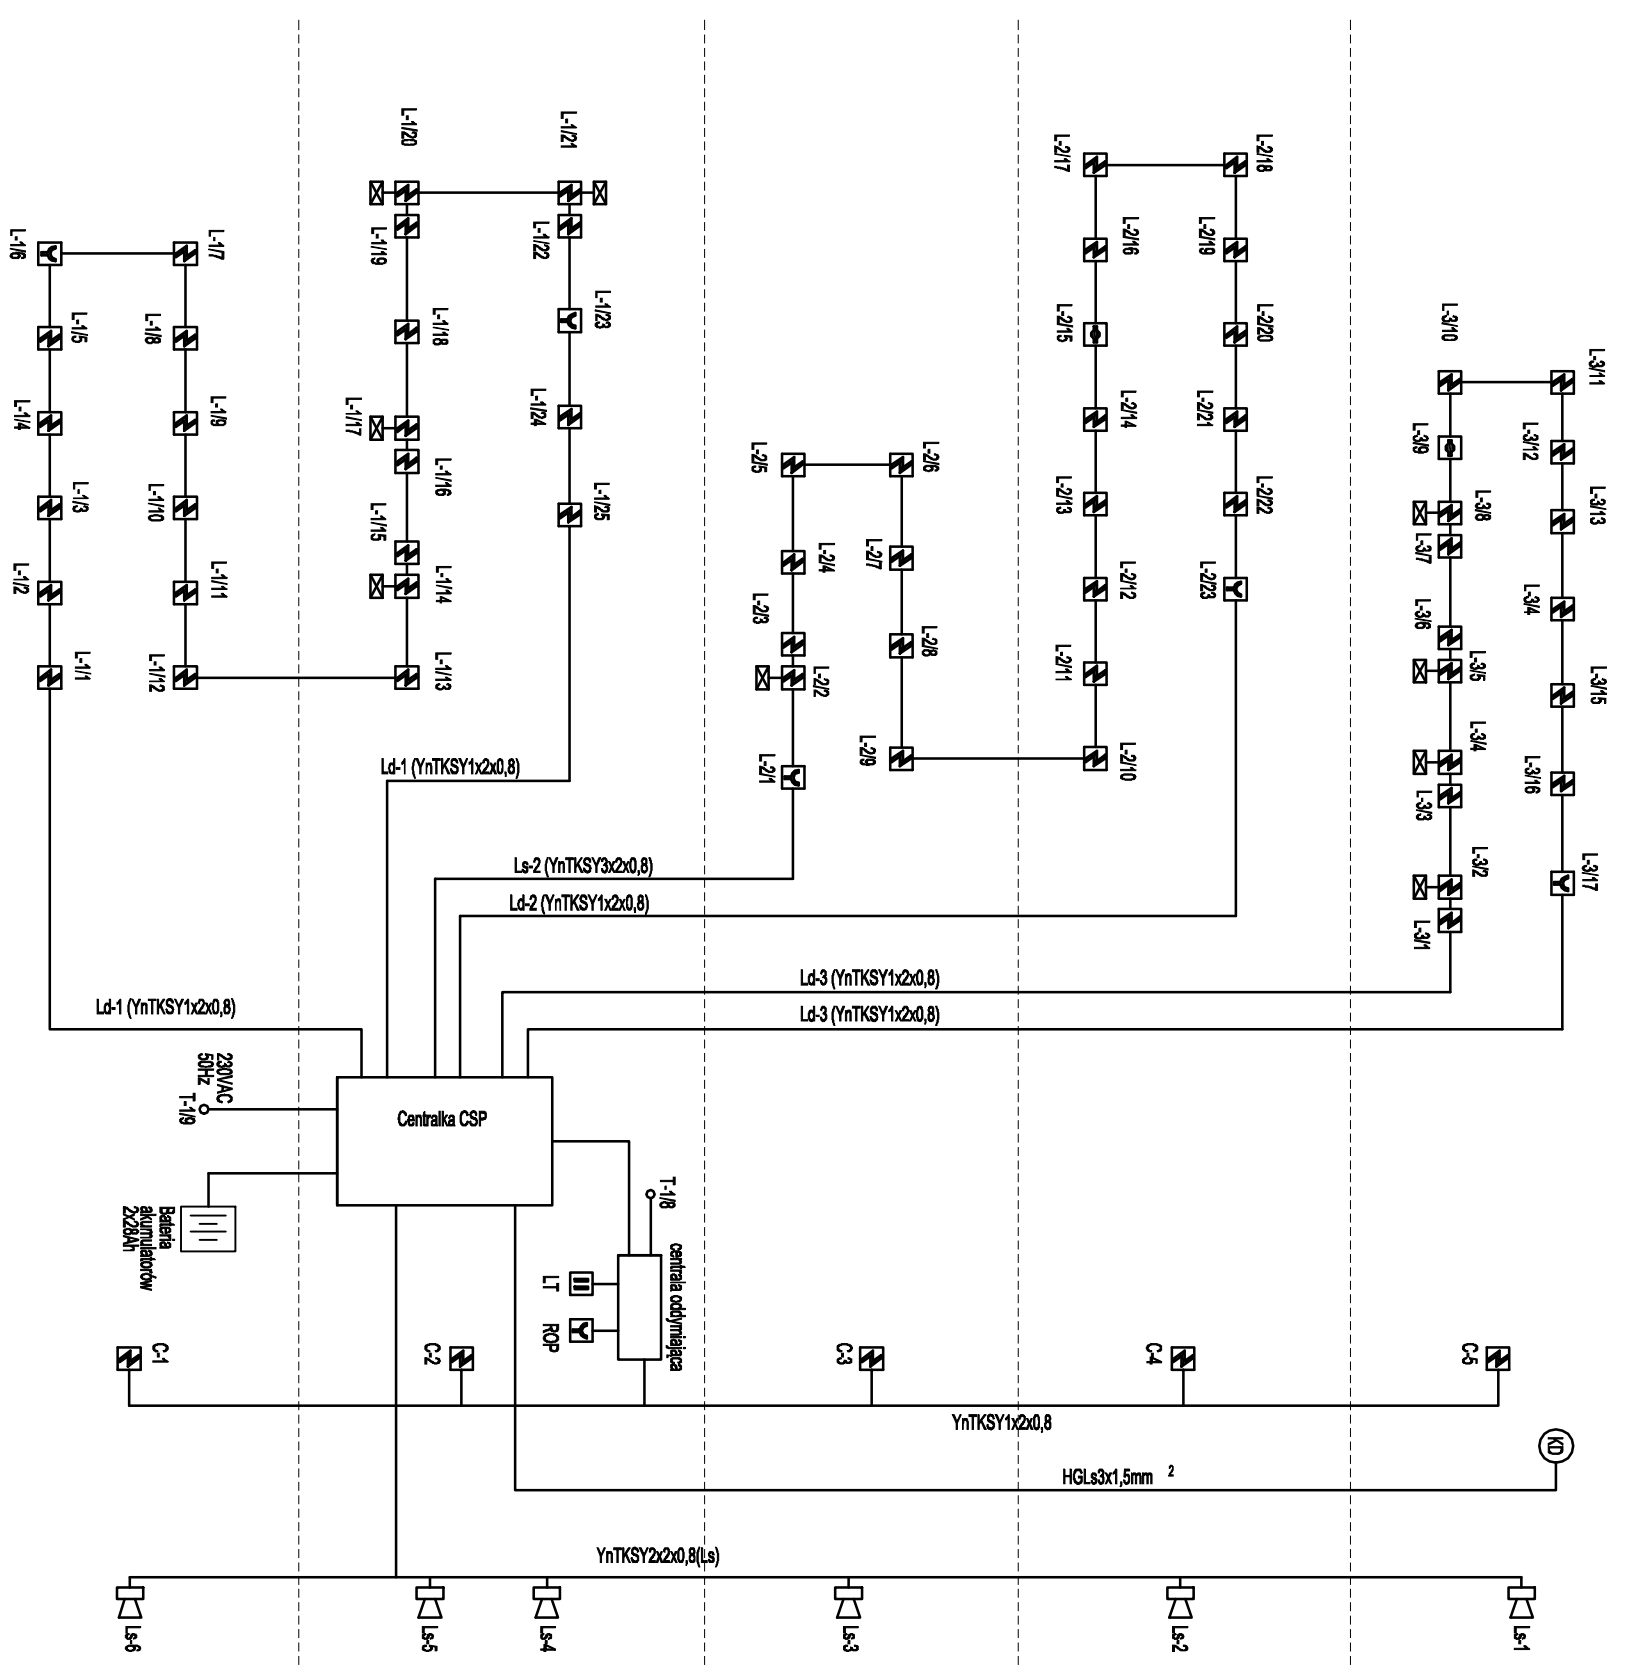 L-1/20
L-1/21
L-2/17
L-2/18
L-1/6
L-1/7
L-1/19
L-1/22
L-2/16
L-2/19
L-1/5
L-1/8
L-1/18
L-1/23
L-2/15
L-2/20
L-3/10
L-3/11
L-1/4
L-1/9
L-1/17
L-1/24
L-2/5
L-2/6
L-2/14
L-2/21
L-3/9
L-3/12
L-1/3
L-1/10
L-1/16
L-1/15
L-1/25
L-2/4
L-2/7
L-2/13
L-2/22
L-3/8
L-3/7
L-3/13
L-1/2
L-1/11
L-1/14
L-2/3
L-2/8
L-2/12
L-2/23
L-3/6
L-3/4
L-1/1
L-1/12
L-1/13
L-2/2
L-2/11
L-3/5
L-3/15
L-2/1
L-2/9
L-2/10
L-3/4
L-3/3
L-3/16
L-3/2
L-3/1
L-3/17
Ld-1 (YnTKSY1x2x0,8)
Ls-2 (YnTKSY3x2x0,8)
Ld-2 (YnTKSY1x2x0,8)
Ld-3 (YnTKSY1x2x0,8)
Ld-1 (YnTKSY1x2x0,8)
Ld-3 (YnTKSY1x2x0,8)
230VAC
50Hz
T-1/9
Centralka CSP
Bateria
akumulatorów
2x28Ah
T-1/8
centrala oddymiająca
LT
ROP
C-1
C-2
C-3
C-4
C-5
YnTKSY1x2x0,8
KD
HGLs3x1,5mm 2
YnTKSY2x2x0,8(Ls)
Ls-6
Ls-5
Ls-4
Ls-3
Ls-2
Ls-1